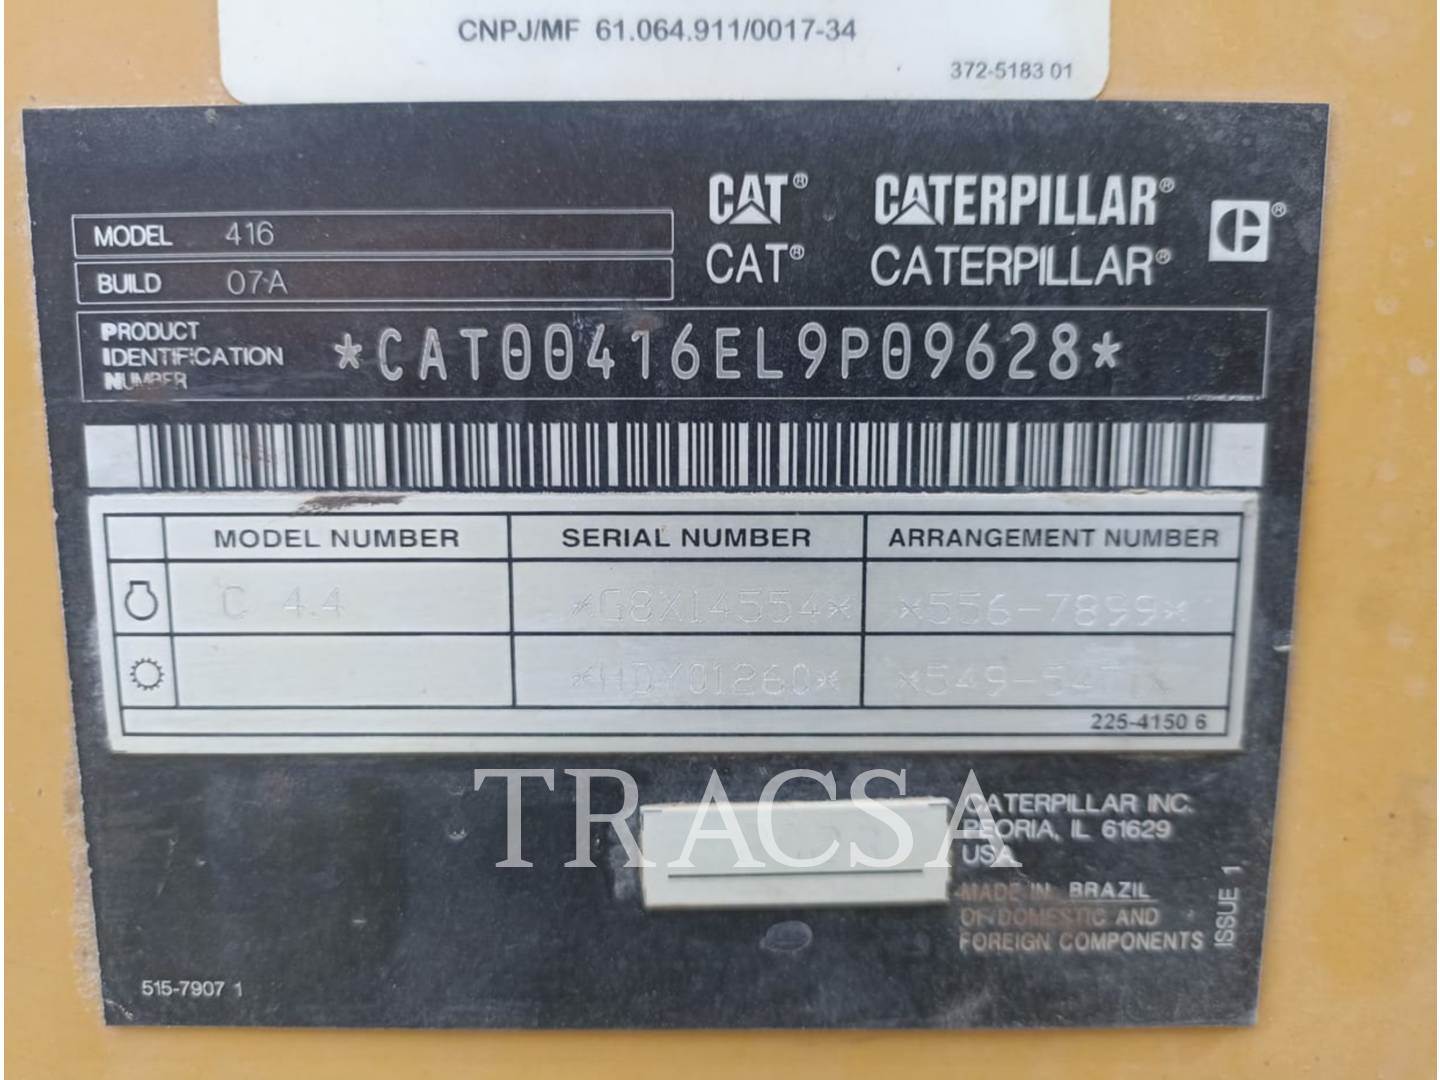 CNPJ/MF 61.064.911/0017-34
372-5183 01
CAT® CATERPILLAR®
CAT® CATERPILLAR®
MODEL 416
BUILD 07A
PRODUCT
IDENTIFICATION
NUMBER
*CAT00416EL9P09628*
MODEL NUMBER SERIAL NUMBER ARRANGEMENT NUMBER
C 4.4 *G8X14554* *556-7899*
*HDY01260*
225-4150 6
TRACSA
CATERPILLAR INC.
PEORIA, IL 61629
USA
MADE IN BRAZIL
OF DOMESTIC AND
FOREIGN COMPONENTS
ISSUE 1
515-7907 1